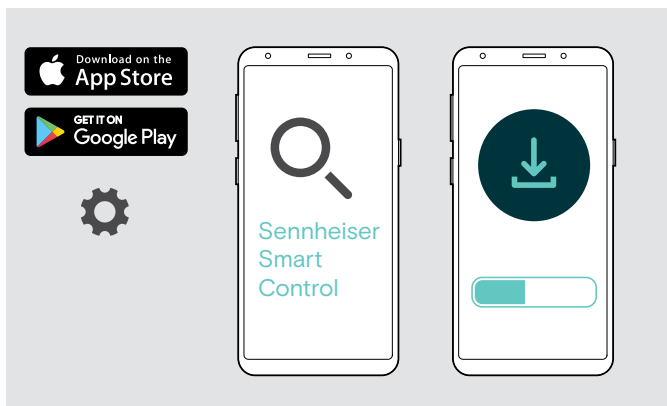 Download on the
App Store
GET IT ON
Google Play
Sennheiser
Smart
Control